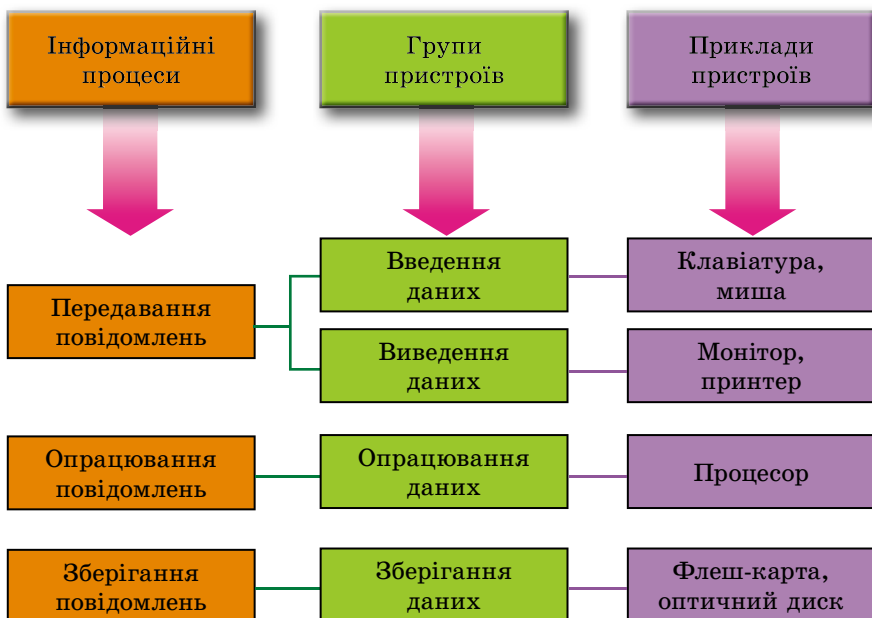 Інформаційні
процеси
Групи
пристроїв
Приклади
пристроїв
Передавання
повідомлень
Введення
даних
Клавіатура,
миша
Виведення
даних
Монітор,
принтер
Опрацювання
повідомлень
Опрацювання
даних
Процесор
Зберігання
повідомлень
Зберігання
даних
Флеш-карта,
оптичний диск